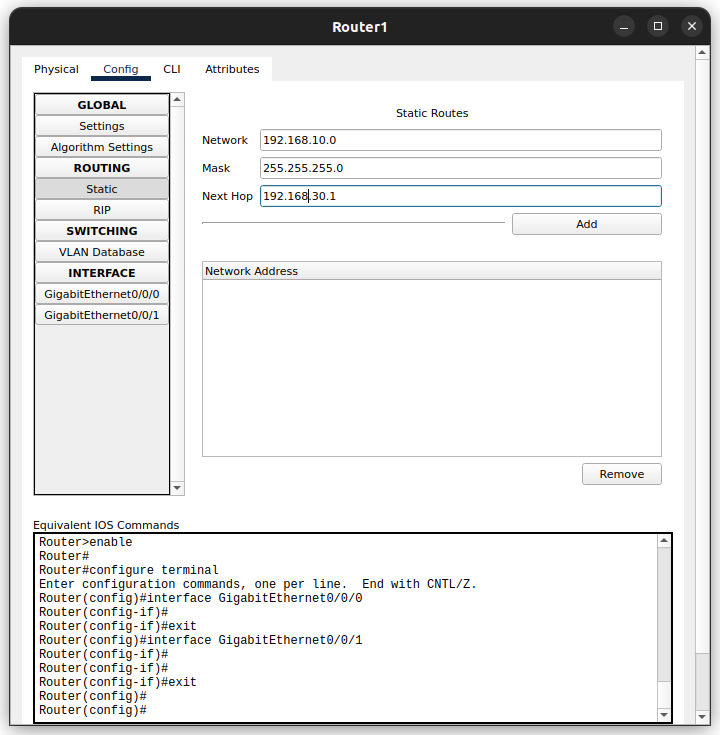 Router1
Physical Config CLI Attributes
GLOBAL
Settings
Algorithm Settings
ROUTING
Static
RIP
SWITCHING
VLAN Database
INTERFACE
GigabitEthernet0/0/0
GigabitEthernet0/0/1
Static Routes
Network 192.168.10.0
Mask 255.255.255.0
Next Hop 192.168.30.1
Add
Network Address
Remove
Equivalent IOS Commands
Router>enable
Router#
Router#configure terminal
Enter configuration commands, one per line.  End with CNTL/Z.
Router(config)#interface GigabitEthernet0/0/0
Router(config-if)#
Router(config-if)#exit
Router(config)#interface GigabitEthernet0/0/1
Router(config-if)#
Router(config-if)#
Router(config-if)#exit
Router(config)#
Router(config)#